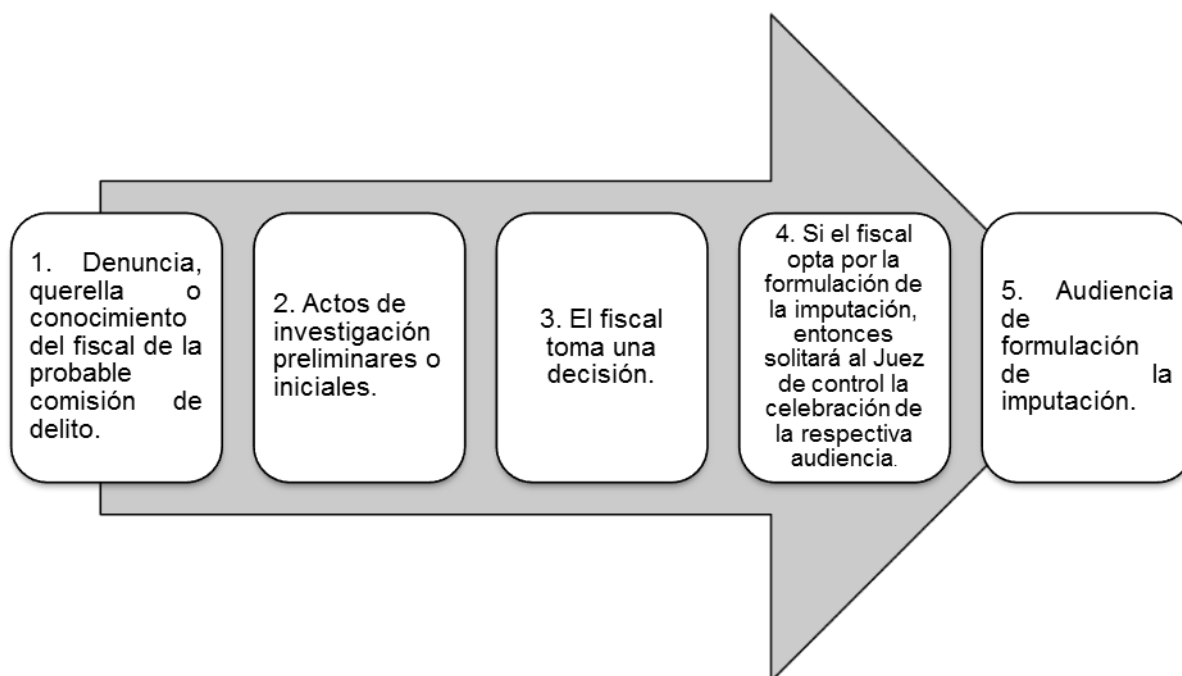 1. Denuncia,
querella o
conocimiento
del fiscal de la
probable
comisión de
delito.
2. Actos de
investigación
preliminares o
iniciales.
3. El fiscal
toma una
decisión.
4. Si el fiscal
opta por la
formulación de
la imputación,
entonces
solitará al Juez
de control la
celebración de
la respectiva
audiencia.
5. Audiencia
de
formulación
de la
imputación.